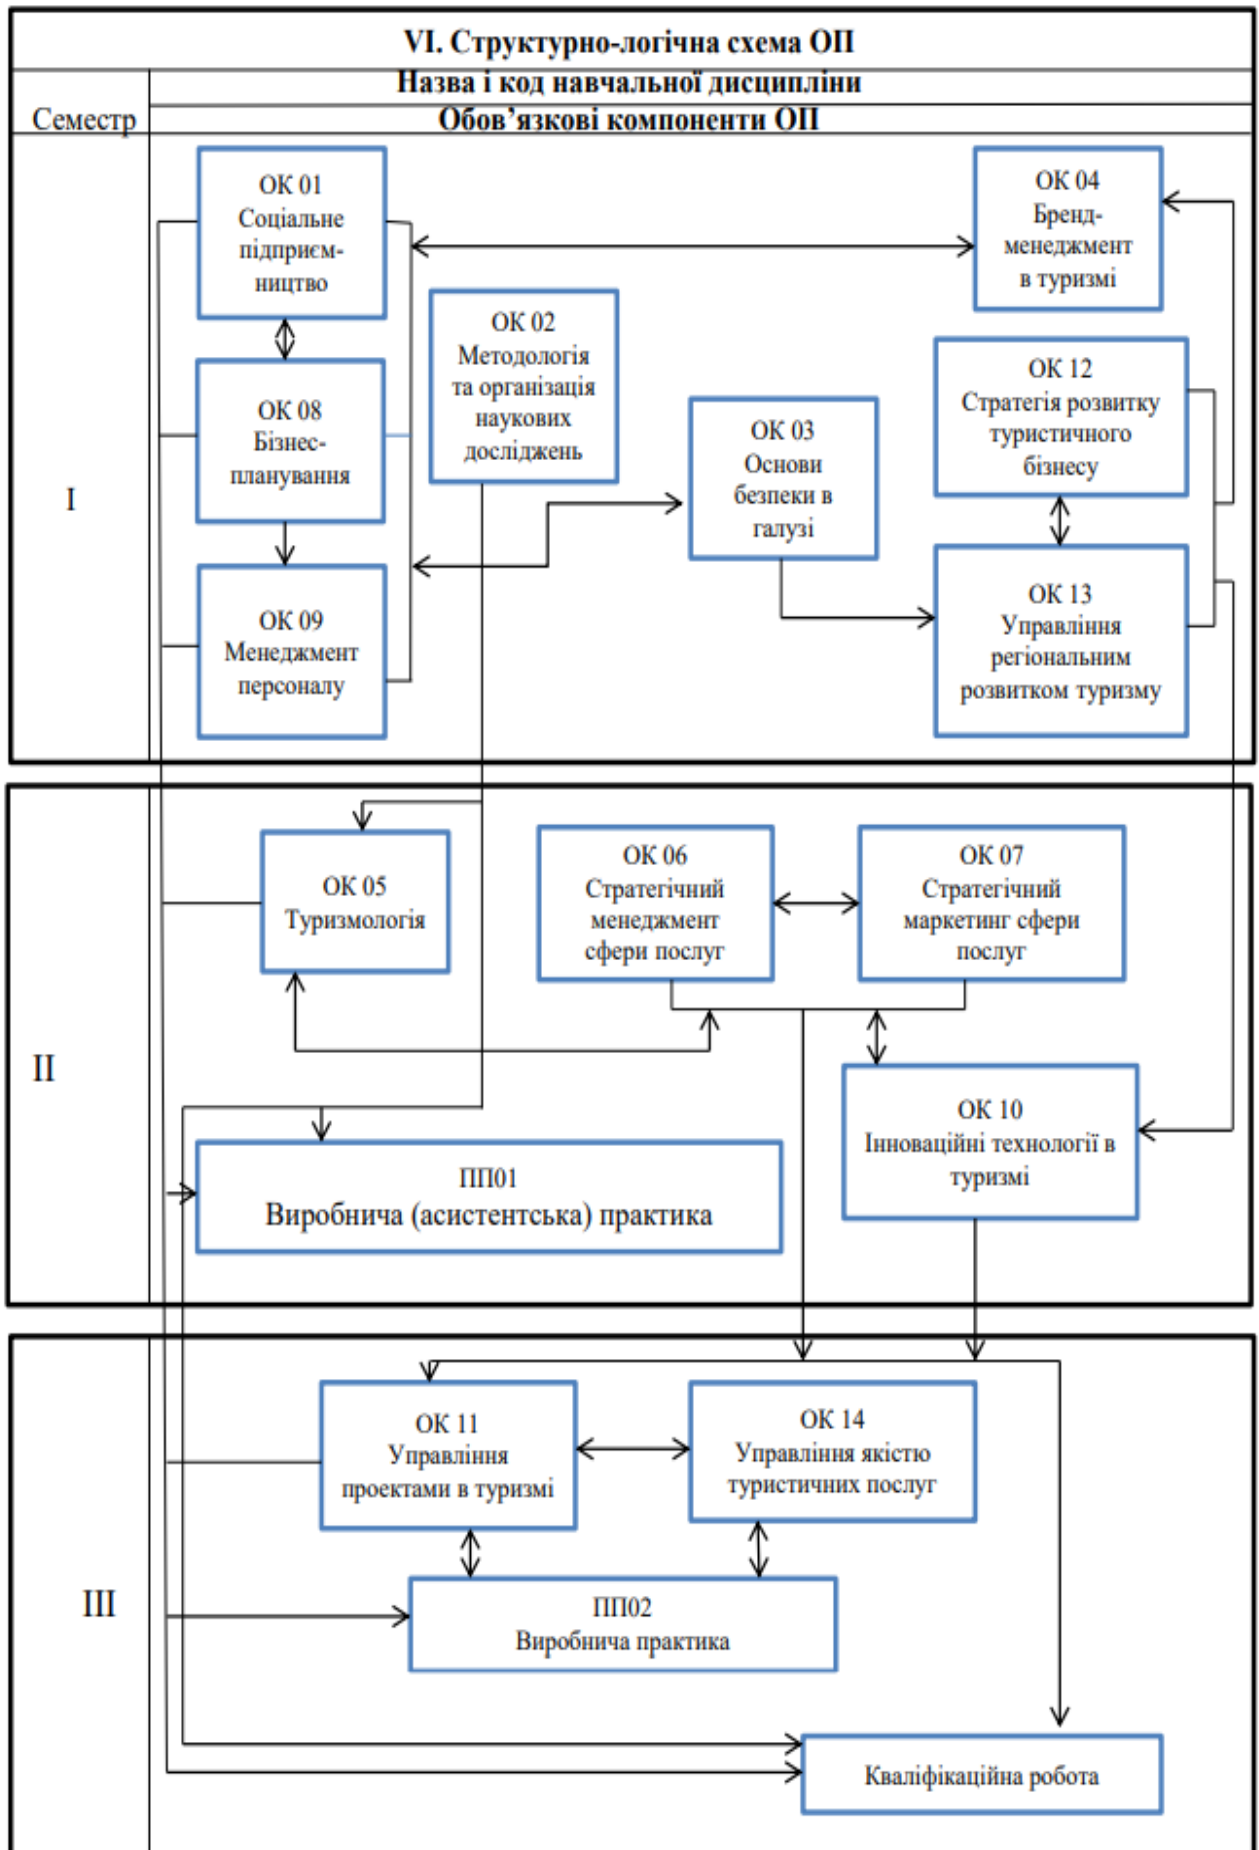 VI. Структурно-логічна схема ОП
Назва і код навчальної дисципліни
Семестр
Обов’язкові компоненти ОП
I
ОК 01
Соціальне
підприєм-
ництво
ОК 04
Бренд-
менеджмент
в туризмі
ОК 02
Методологія
та організація
наукових
досліджень
ОК 08
Бізнес-
планування
ОК 03
Основи
безпеки в
галузі
ОК 12
Стратегія розвитку
туристичного
бізнесу
ОК 09
Менеджмент
персоналу
ОК 13
Управління
регіональним
розвитком туризму
II
ОК 05
Туризмологія
ОК 06
Стратегічний
менеджмент
сфери послуг
ОК 07
Стратегічний
маркетинг сфери
послуг
ОК 10
Інноваційні технології в
туризмі
ПП01
Виробнича (асистентська) практика
III
ОК 11
Управління
проектами в туризмі
ОК 14
Управління якістю
туристичних послуг
ПП02
Виробнича практика
Кваліфікаційна робота